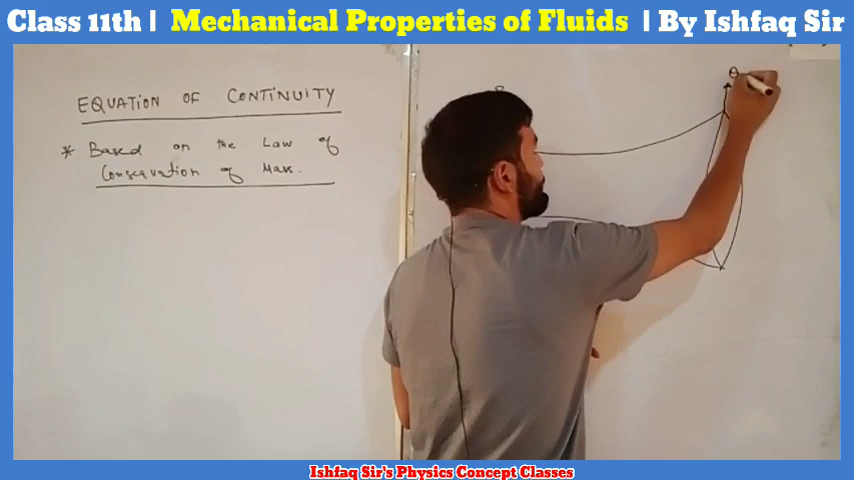 Class 11th | Mechanical Properties of Fluids | By Ishfaq Sir
EQUATION OF CONTINUITY
* Based on the Law of
Conservation of Mass.
Ishfaq Sir's Physics Concept Classes